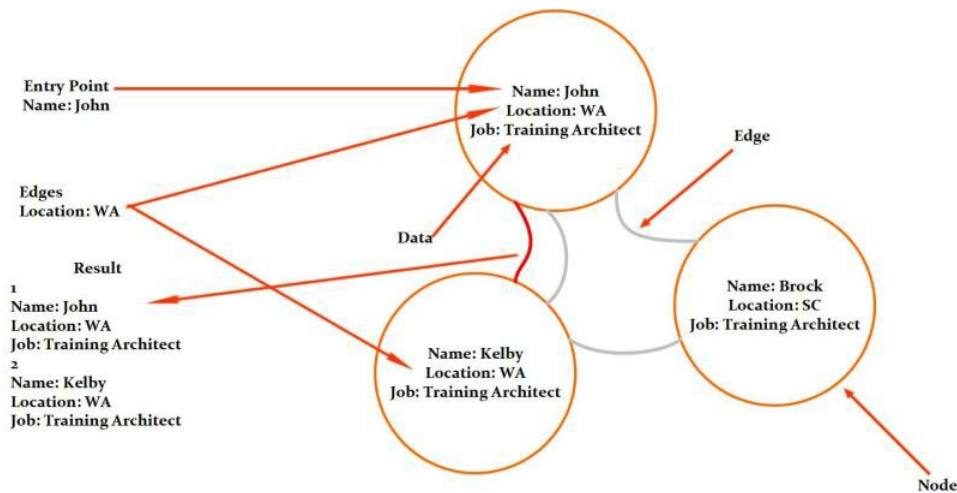 Entry Point
Name: John
Name: John
Location: WA
Job: Training Architect
Edge
Edges
Location: WA
Data
Result
1
Name: John
Location: WA
Job: Training Architect
2
Name: Kelby
Location: WA
Job: Training Architect
Name: Kelby
Location: WA
Job: Training Architect
Name: Brock
Location: SC
Job: Training Architect
Node